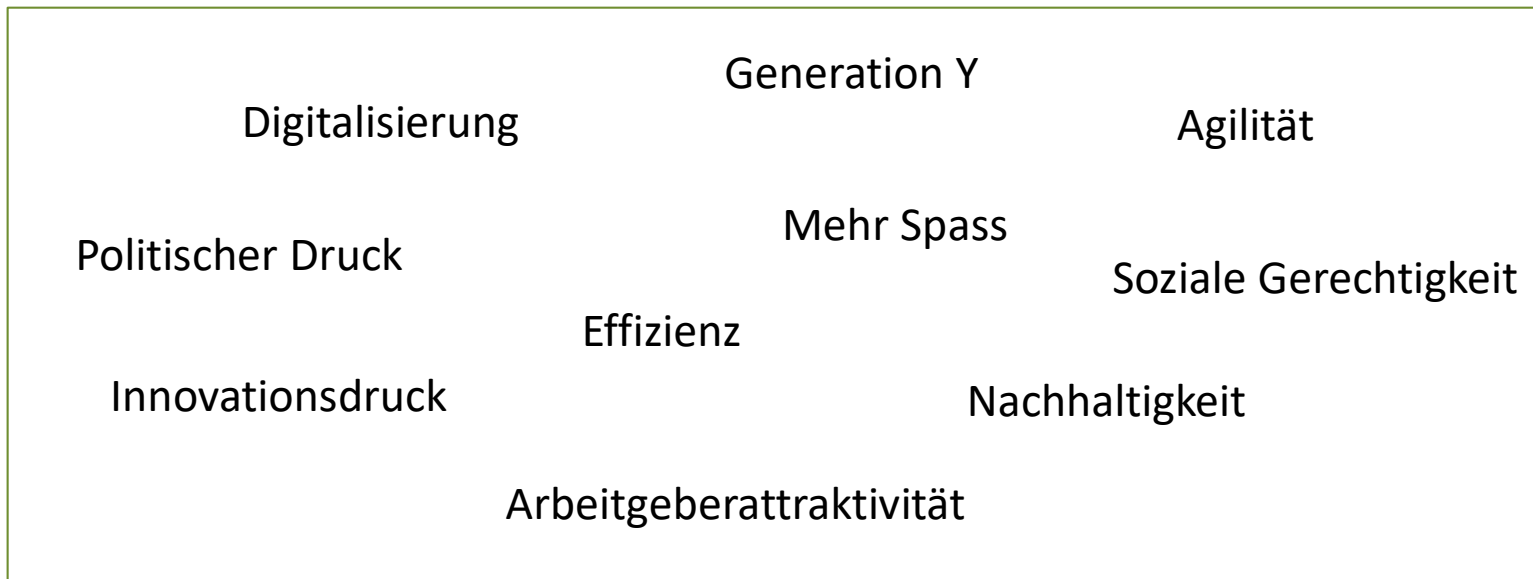 Generation Y
Digitalisierung
Agilität
Mehr Spass
Politischer Druck
Soziale Gerechtigkeit
Effizienz
Innovationsdruck
Nachhaltigkeit
Arbeitgeberattraktivität